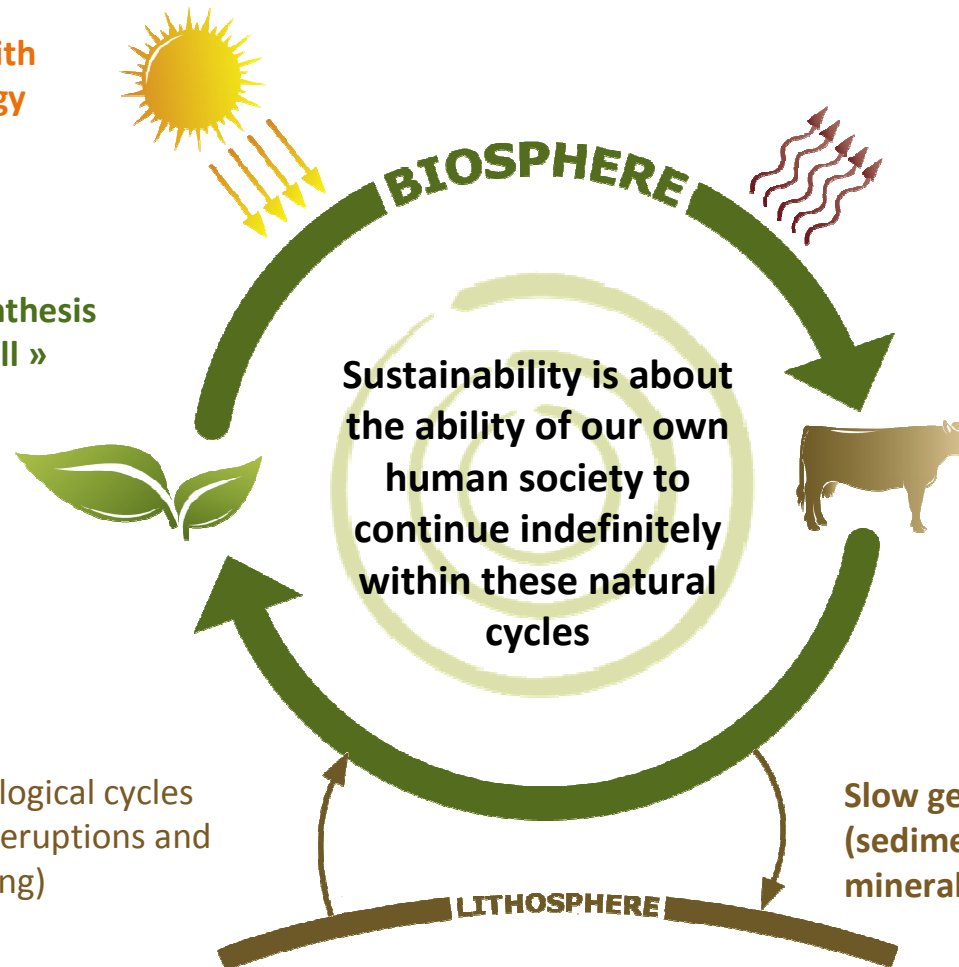 ith
gy
BIOSPHERE
nthesis
ll »
Sustainability is about
the ability of our own
human society to
continue indefinitely
within these natural
cycles
logical cycles
eruptions and
ng)
Slow ge
(sedime
mineral
LITHOSPHERE